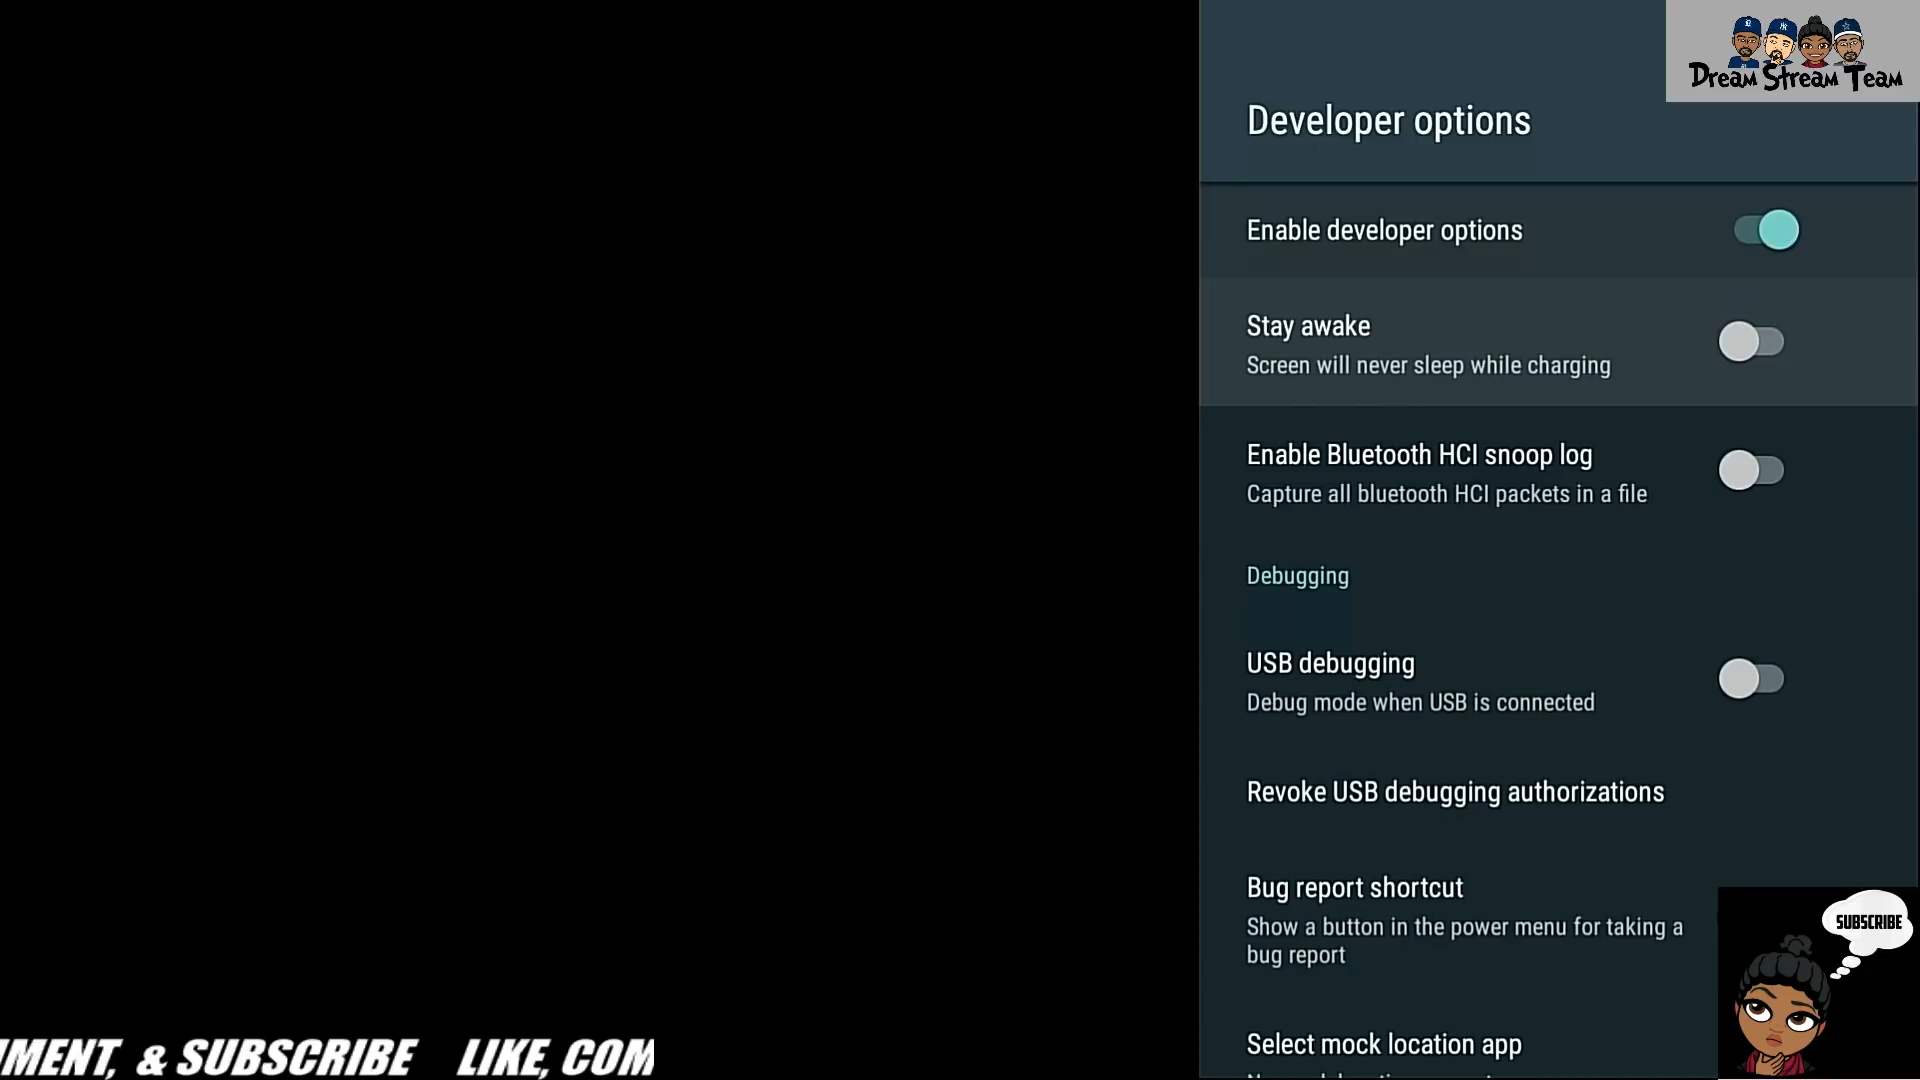 Dream Stream Team
Developer options
Enable developer options
Stay awake
Screen will never sleep while charging
Enable Bluetooth HCI snoop log
Capture all bluetooth HCI packets in a file
Debugging
USB debugging
Debug mode when USB is connected
Revoke USB debugging authorizations
Bug report shortcut
Show a button in the power menu for taking a
bug report
SUBSCRIBE
Select mock location app
& SUBSCRIBE LIKE,